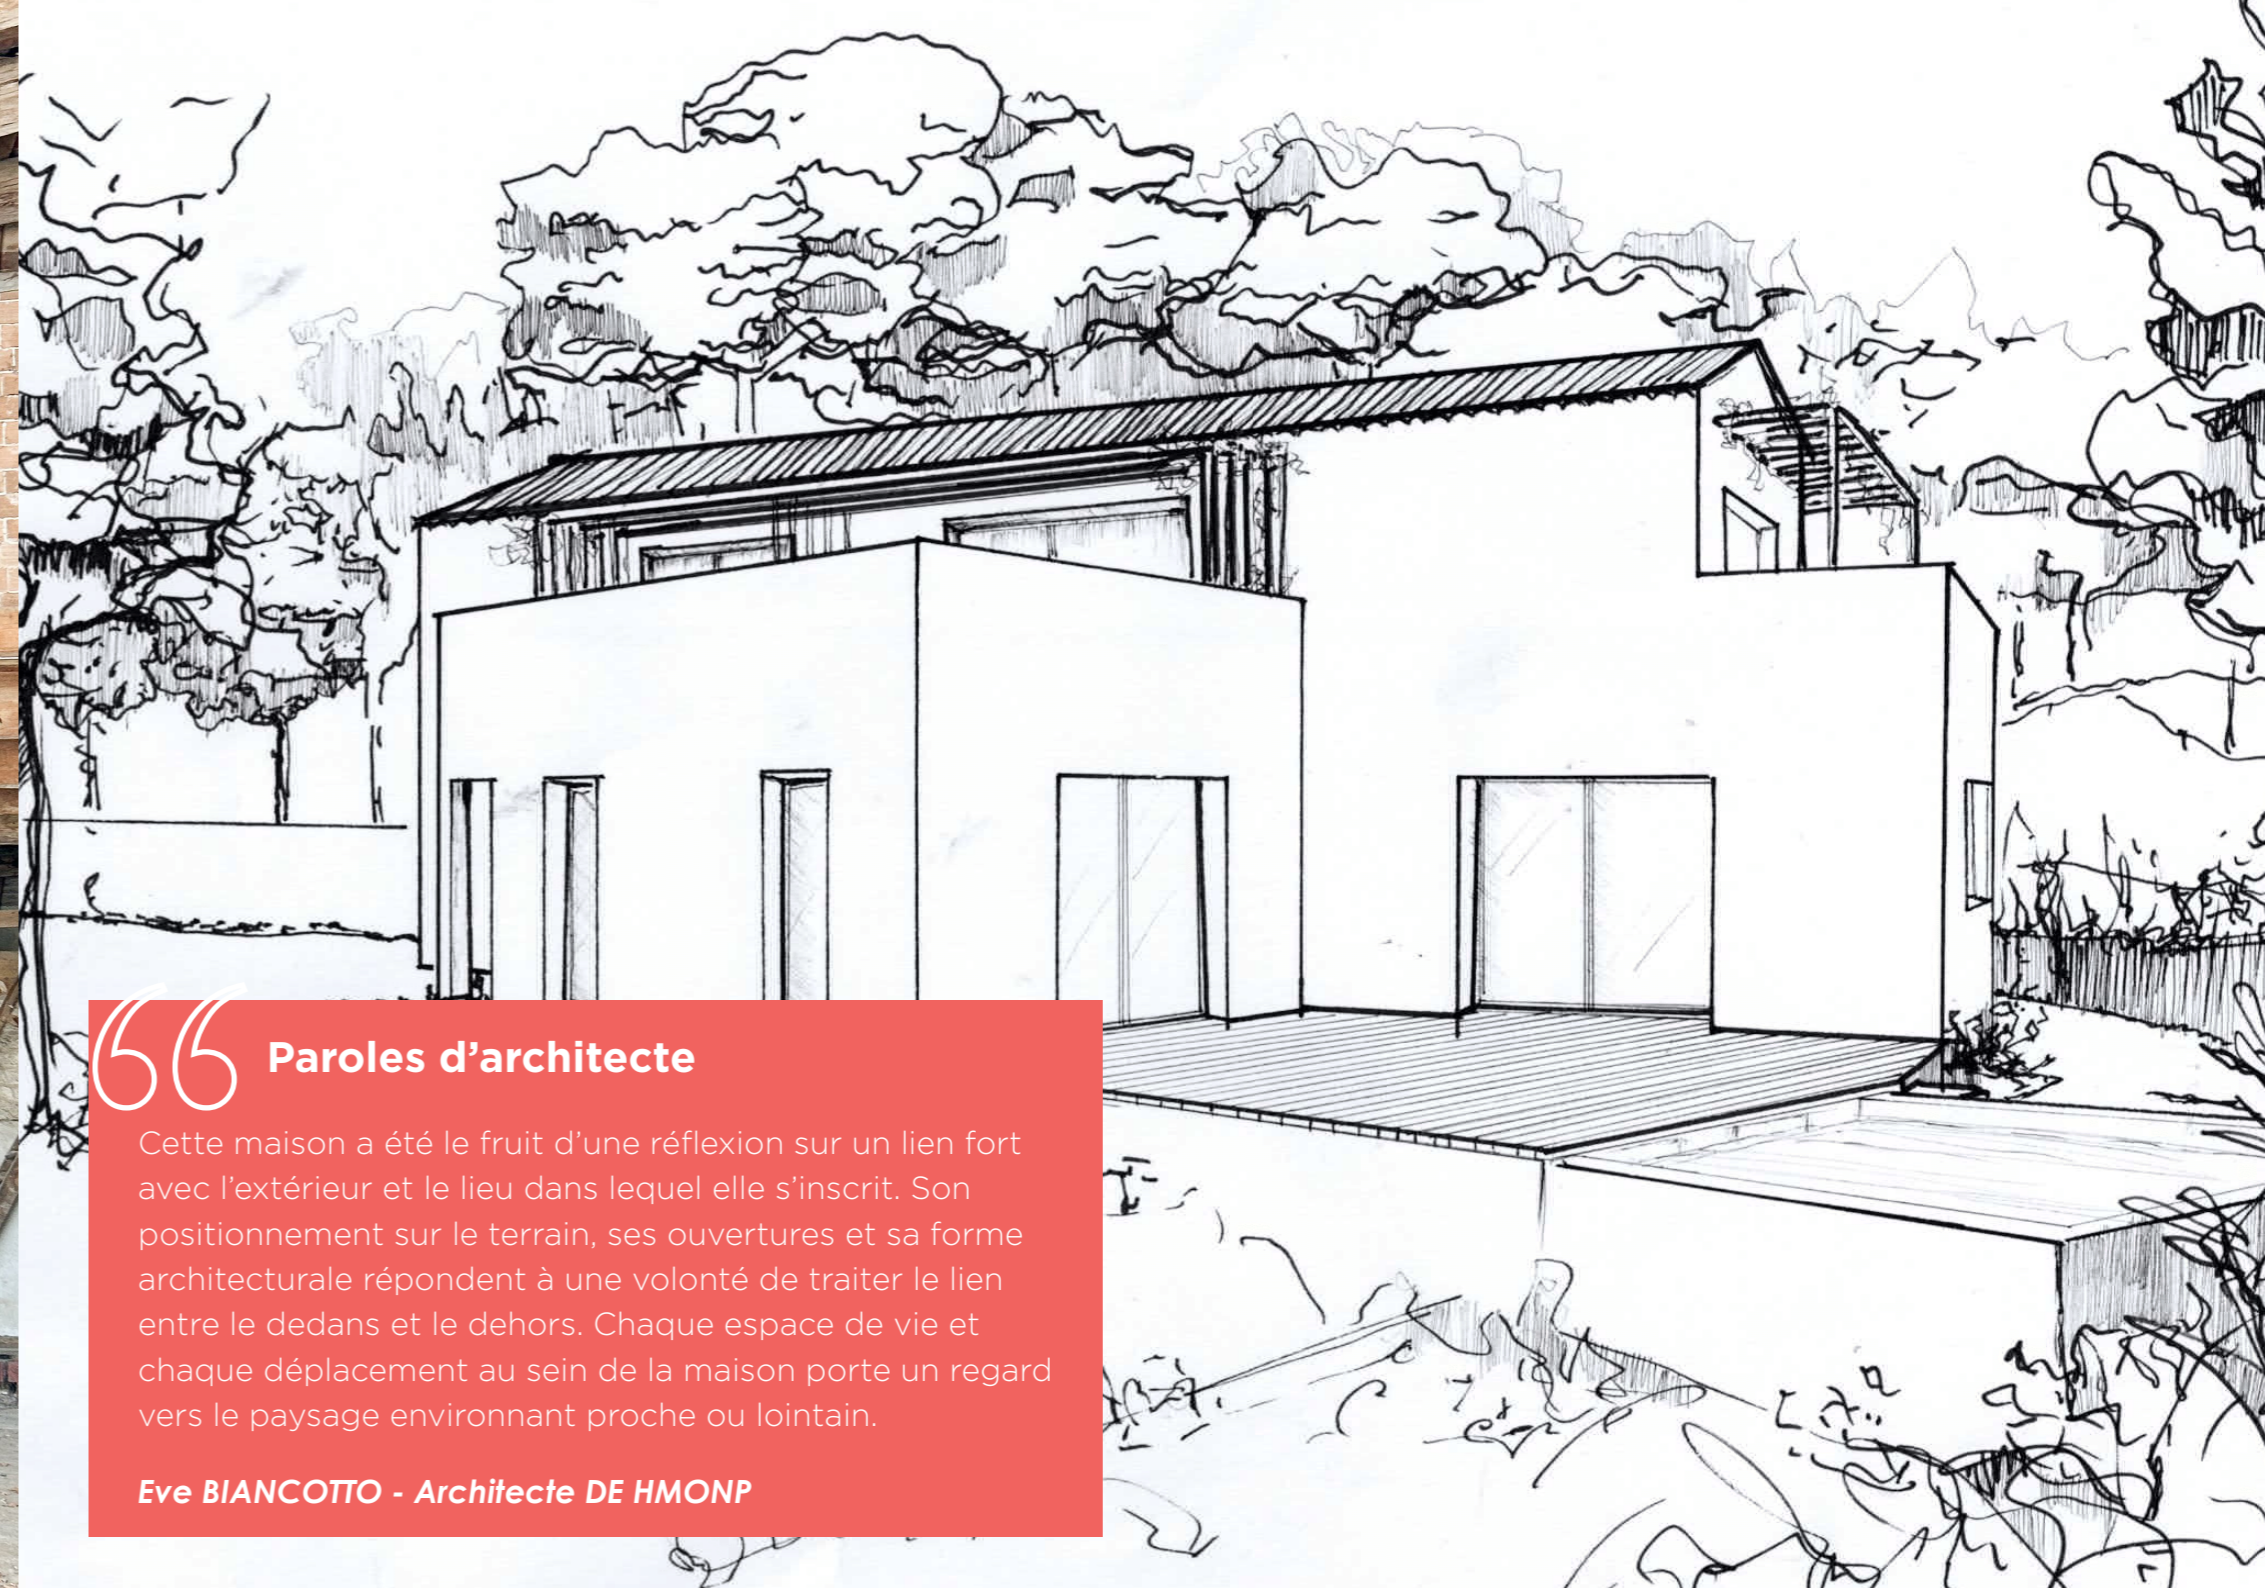 “ Paroles d’architecte
Cette maison a été le fruit d’une réflexion sur un lien fort
avec l’extérieur et le lieu dans lequel elle s’inscrit. Son
positionnement sur le terrain, ses ouvertures et sa forme
architecturale répondent à une volonté de traiter le lien
entre le dedans et le dehors. Chaque espace de vie et
chaque déplacement au sein de la maison porte un regard
vers le paysage environnant proche ou lointain.
Eve BIANCOTTO - Architecte DE HMONP